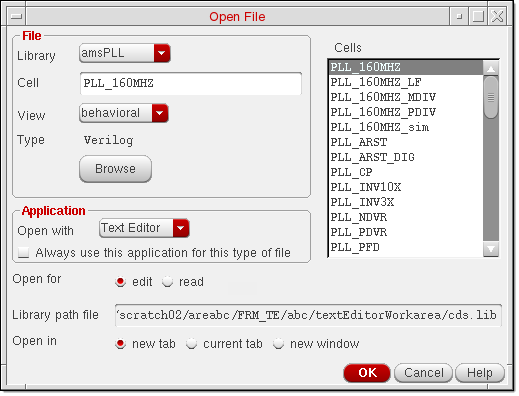 Open File
File
Library amsPLL
Cell PLL_160MHZ
View behavioral
Type Verilog
Browse
Application
Open with Text Editor
Always use this application for this type of file
Cells
PLL_160MHZ
PLL_160MHZ_LF
PLL_160MHZ_MDIV
PLL_160MHZ_PDIV
PLL_160MHZ_sim
PLL_ARST
PLL_ARST_DIG
PLL_CP
PLL_INV10X
PLL_INV3X
PLL_NDVR
PLL_PDVR
PLL_PFD
Open for edit read
Library path file scratch02/areabc/FRM_TE/abc/textEditorWorkarea/cds.lib
Open in new tab current tab new window
OK Cancel Help